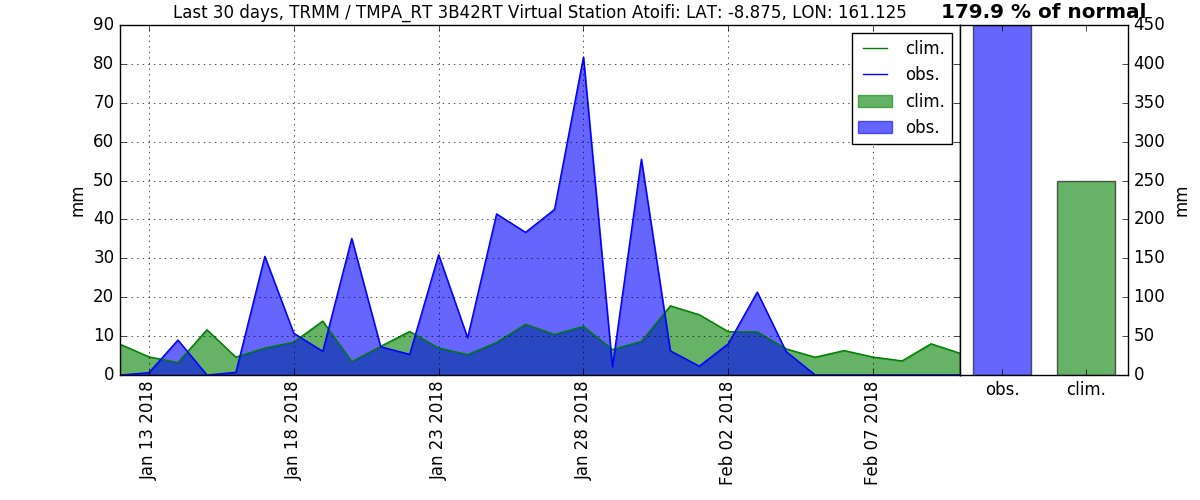 Last 30 days, TRMM / TMPA_RT 3B42RT Virtual Station Atoifi: LAT: -8.875, LON: 161.125
179.9 % of normal
90
80
70
60
50
40
30
20
10
0
mm
clim.
obs.
clim.
obs.
Jan 13 2018
Jan 18 2018
Jan 23 2018
Jan 28 2018
Feb 02 2018
Feb 07 2018
450
400
350
300
250
200
150
100
50
0
mm
obs.
clim.